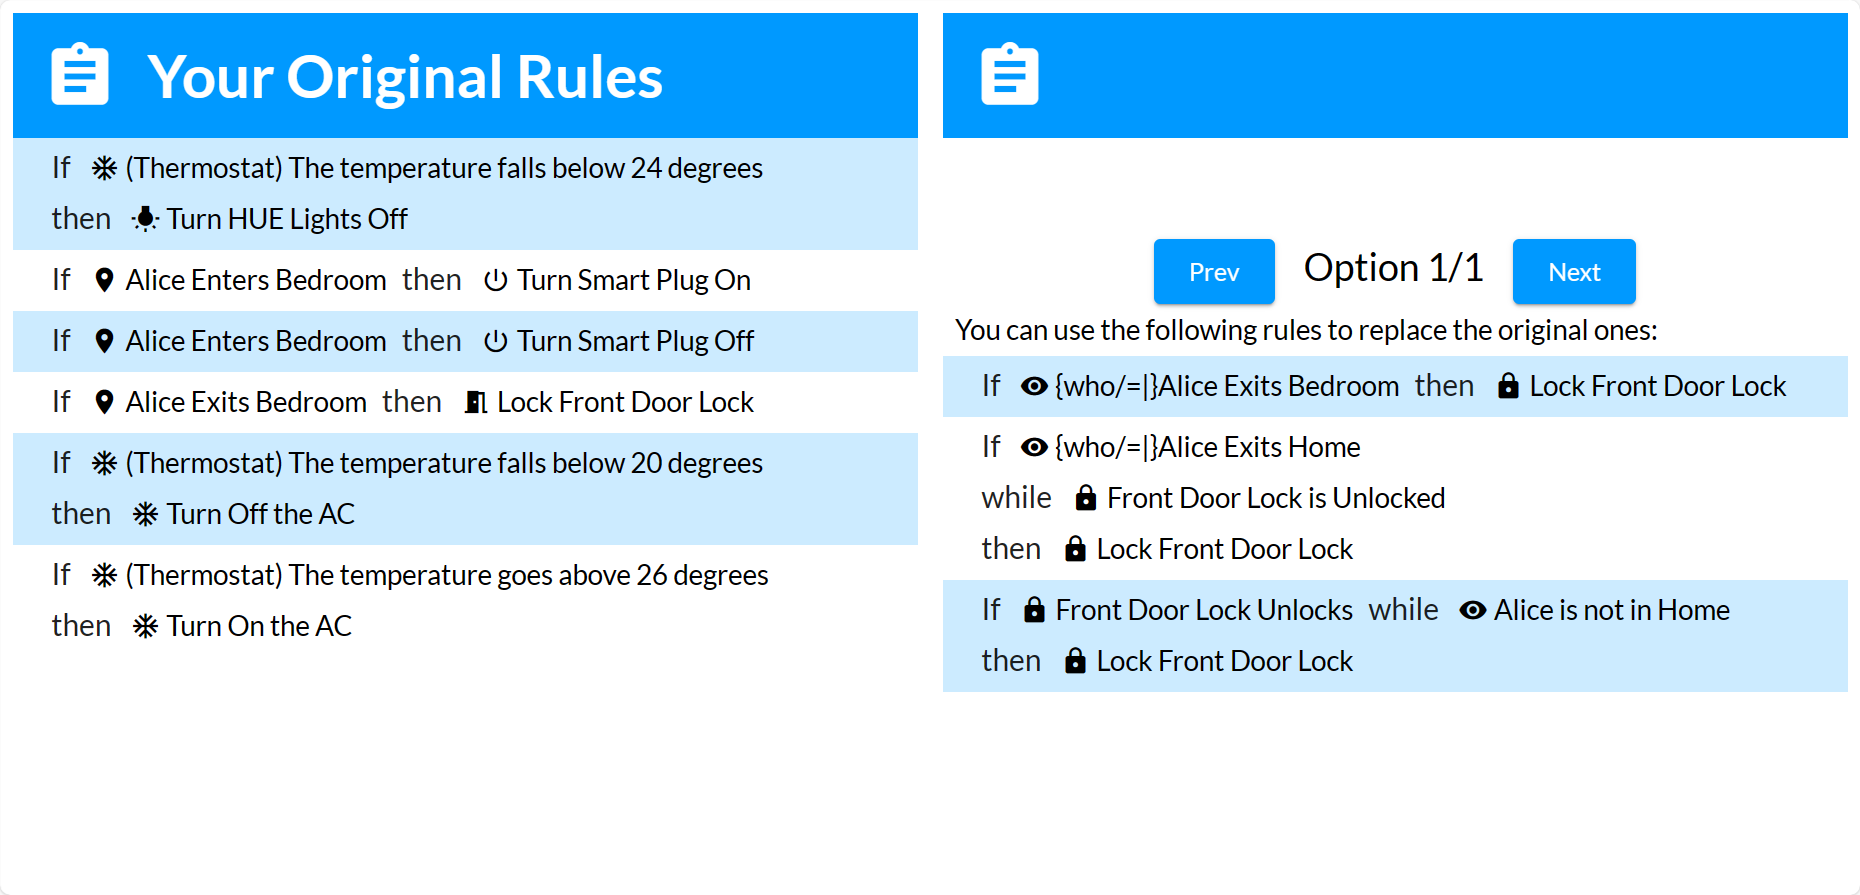 Your Original Rules
If (Thermostat) The temperature falls below 24 degrees
then Turn HUE Lights Off
If Alice Enters Bedroom then Turn Smart Plug On
If Alice Enters Bedroom then Turn Smart Plug Off
If Alice Exits Bedroom then Lock Front Door Lock
If (Thermostat) The temperature falls below 20 degrees
then Turn Off the AC
If (Thermostat) The temperature goes above 26 degrees
then Turn On the AC
Prev Option 1/1 Next
You can use the following rules to replace the original ones:
If {who/=|}Alice Exits Bedroom then Lock Front Door Lock
If {who/=|}Alice Exits Home
while Front Door Lock is Unlocked
then Lock Front Door Lock
If Front Door Lock Unlocks while Alice is not in Home
then Lock Front Door Lock